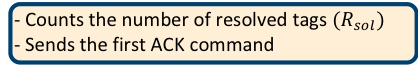 - Counts the number of resolved tags (R_sol)
- Sends the first ACK command